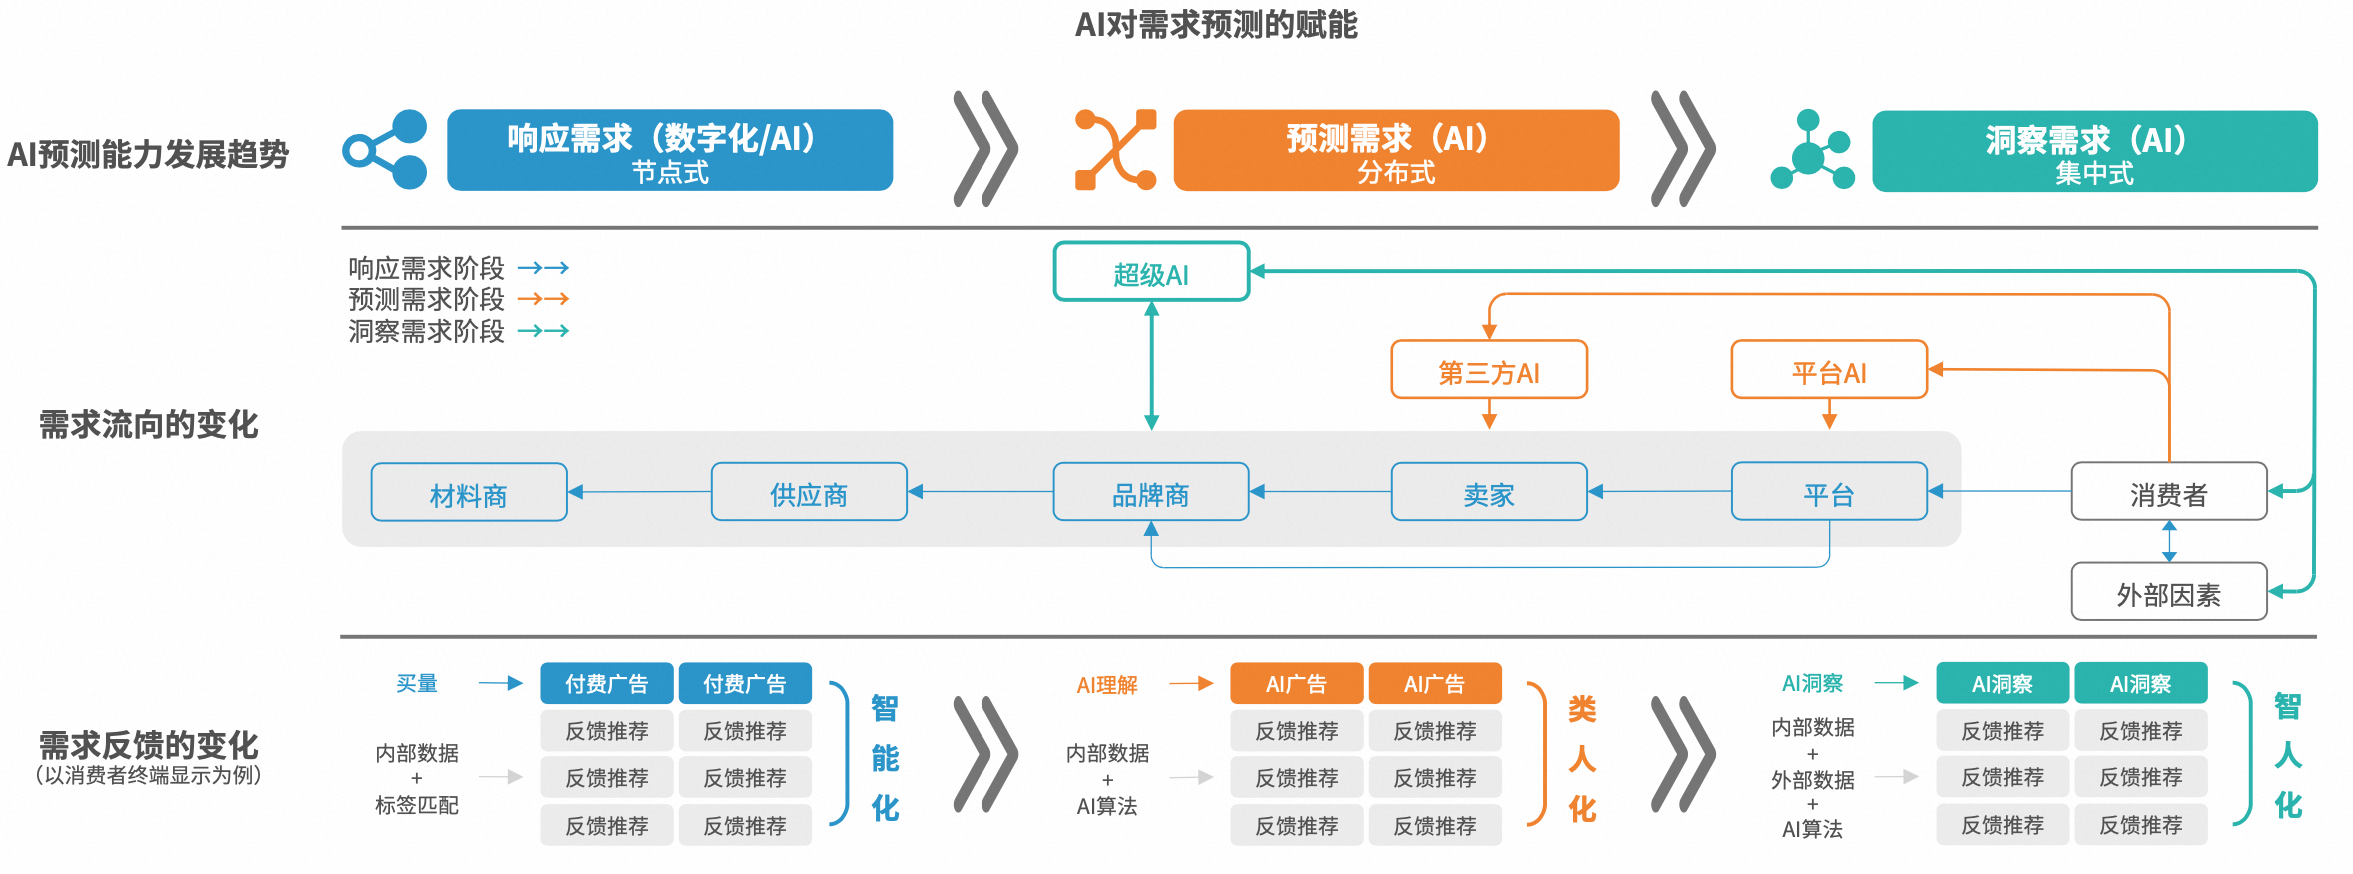 AI对需求预测的赋能
AI预测能力发展趋势
响应需求（数字化/AI）
节点式
预测需求（AI）
分布式
洞察需求（AI）
集中式
响应需求阶段
预测需求阶段
洞察需求阶段
超级AI
第三方AI
平台AI
需求流向的变化
材料商
供应商
品牌商
卖家
平台
消费者
外部因素
需求反馈的变化
（以消费者终端显示为例）
买量
付费广告
付费广告
内部数据
+
标签匹配
反馈推荐
反馈推荐
反馈推荐
反馈推荐
反馈推荐
反馈推荐
智
能
化
AI理解
AI广告
AI广告
内部数据
+
AI算法
反馈推荐
反馈推荐
反馈推荐
反馈推荐
反馈推荐
反馈推荐
类
人
化
AI洞察
AI洞察
AI洞察
内部数据
+
外部数据
+
AI算法
反馈推荐
反馈推荐
反馈推荐
反馈推荐
反馈推荐
反馈推荐
智
人
化